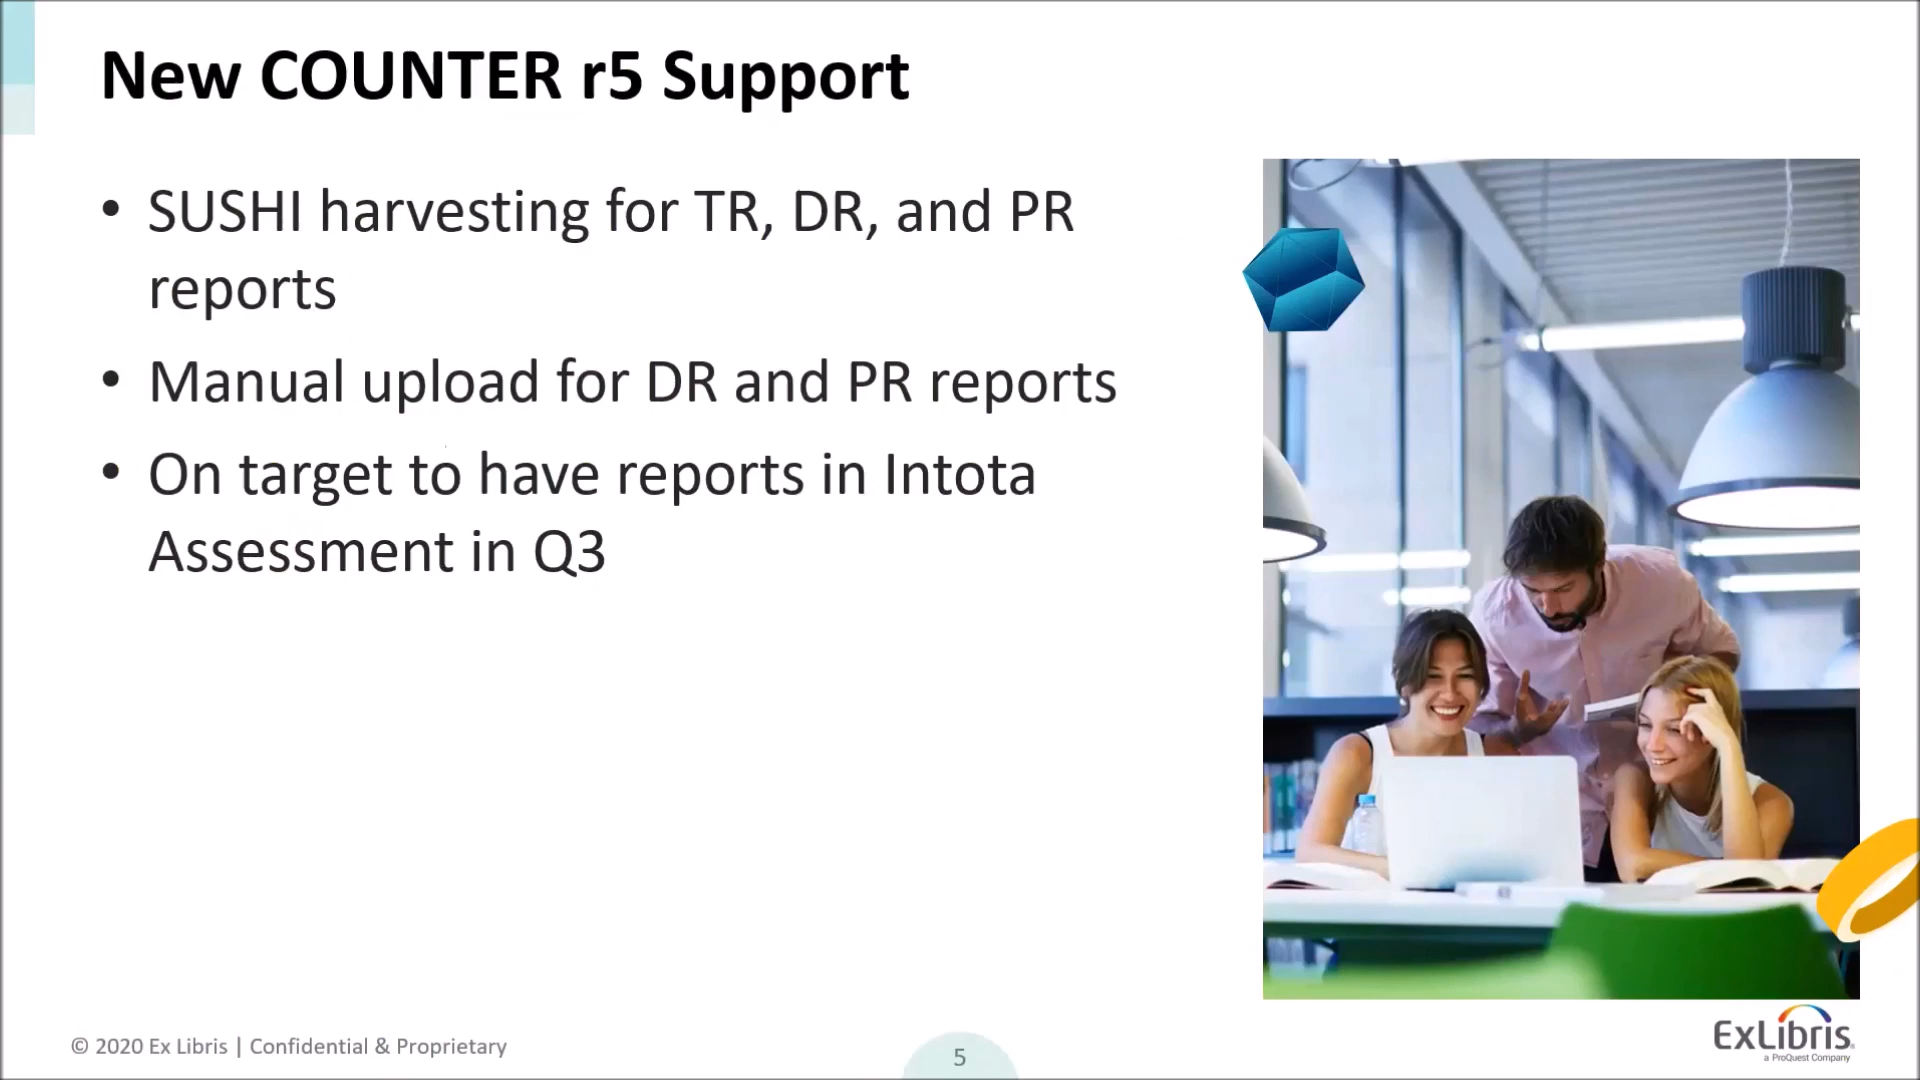 New COUNTER r5 Support
• SUSHI harvesting for TR, DR, and PR
reports
• Manual upload for DR and PR reports
• On target to have reports in Intota
Assessment in Q3
© 2020 Ex Libris | Confidential & Proprietary
5
ExLibris
a ProQuest Company